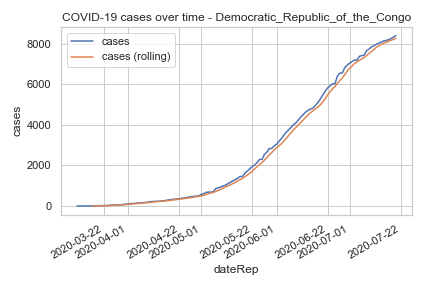 COVID-19 cases over time - Democratic_Republic_of_the_Congo
cases
cases (rolling)
8000
6000
4000
2000
0
cases
2020-03-22
2020-04-01
2020-04-22
2020-05-01
2020-05-22
2020-06-01
2020-06-22
2020-07-01
2020-07-22
dateRep